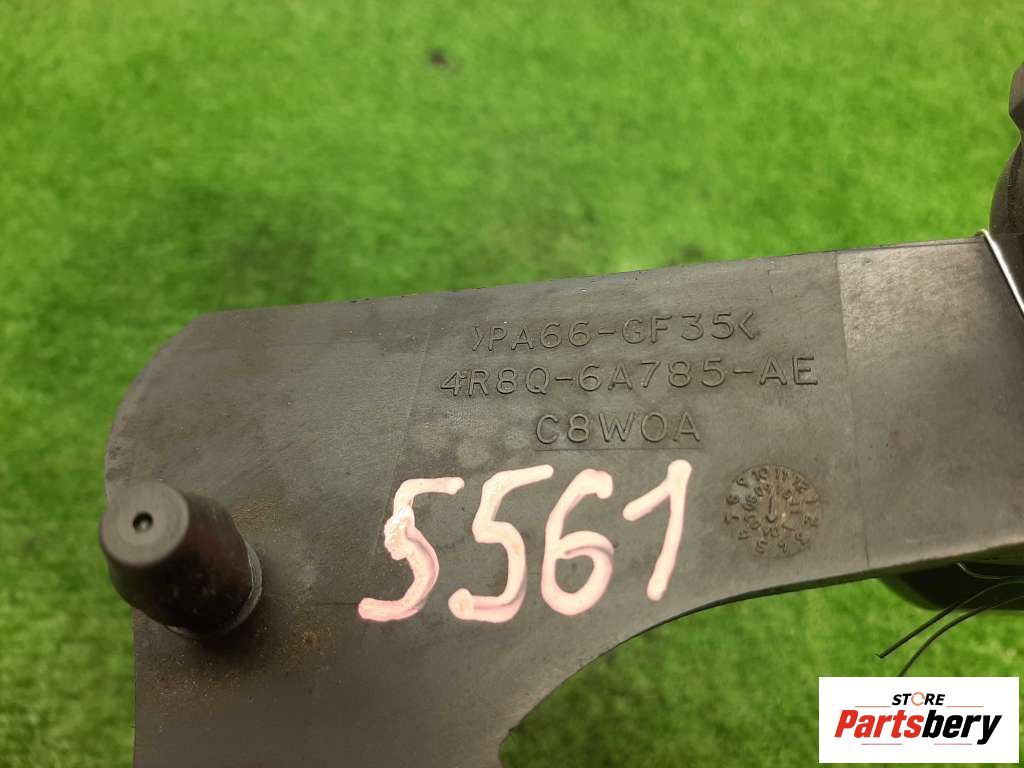 >PA66-GF35<
4R8Q-6A785-AE
C8W0A
5561
STORE
Partsbery